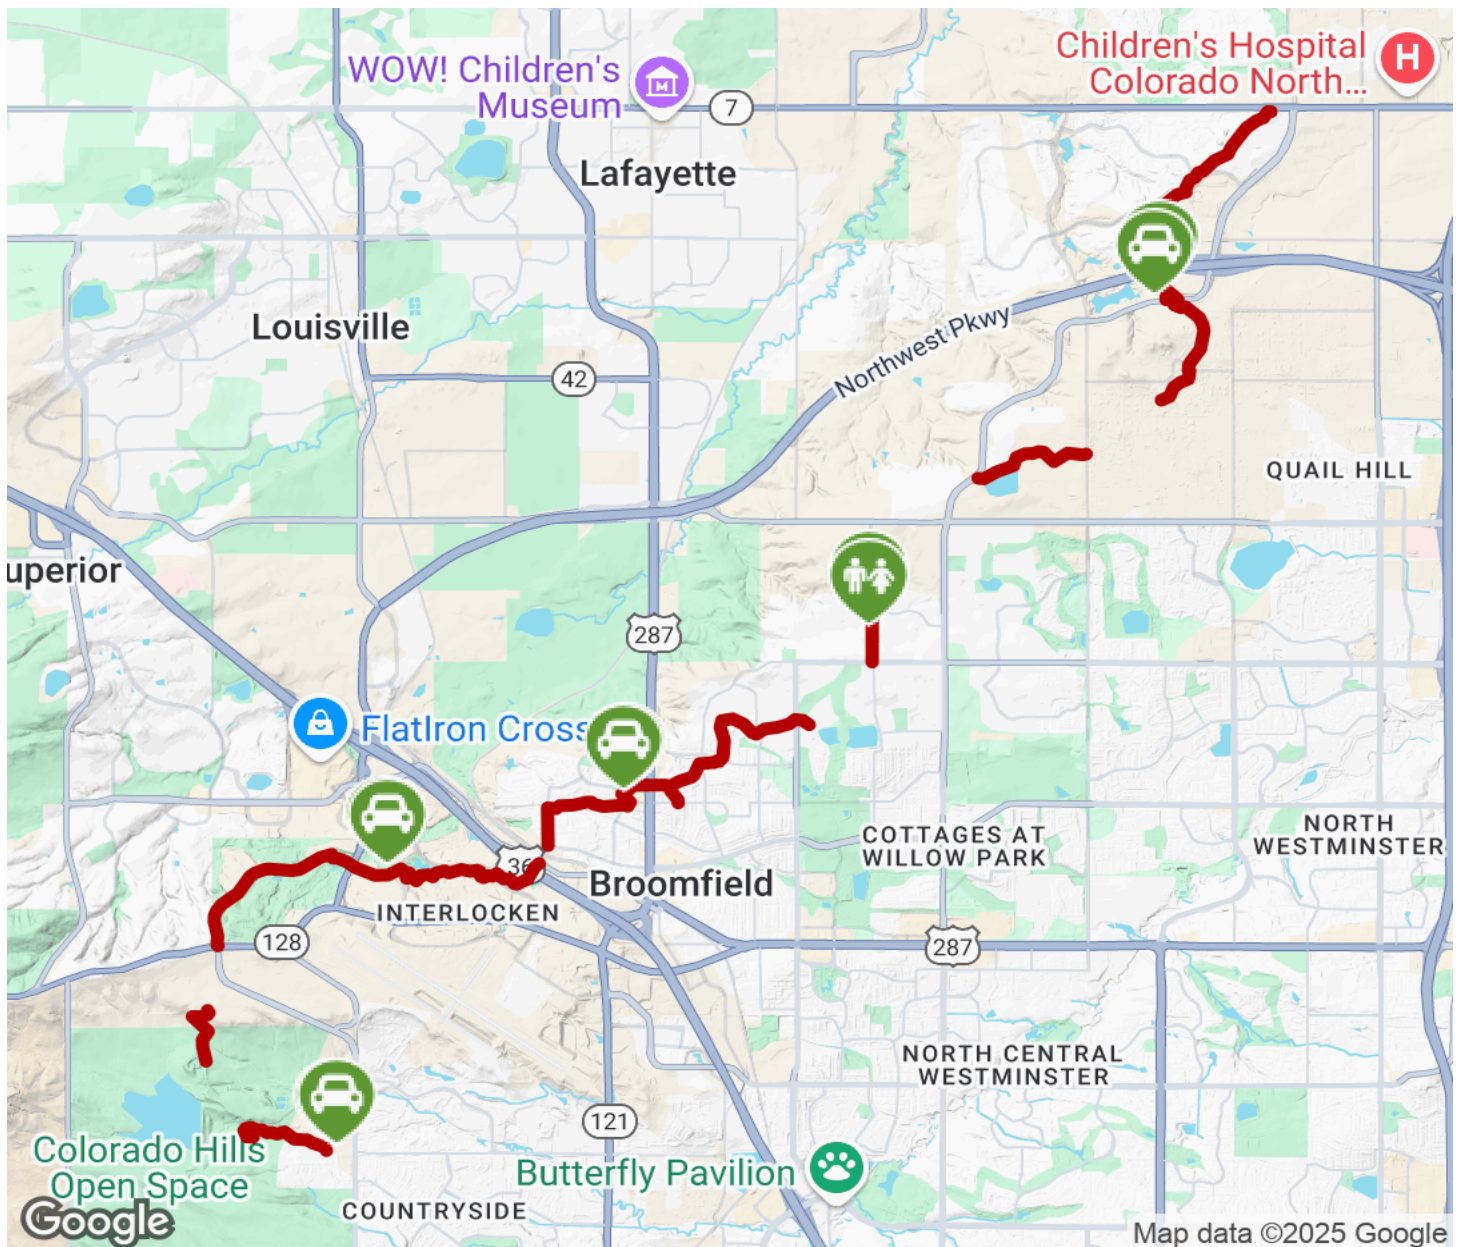 WOW! Children's
Museum
7
Children's Hospital
Colorado North...
H
M
Lafayette
Louisville
42
Northwest Pkwy
QUAIL HILL
uperior
287
FlatIron Cross
36
COTTAGES AT
WILLOW PARK
NORTH
WESTMINSTER
Broomfield
INTERLOCKEN
128
287
NORTH CENTRAL
WESTMINSTER
121
Colorado Hills
Open Space
Butterfly Pavilion
COUNTRYSIDE
Google
Map data ©2025 Google